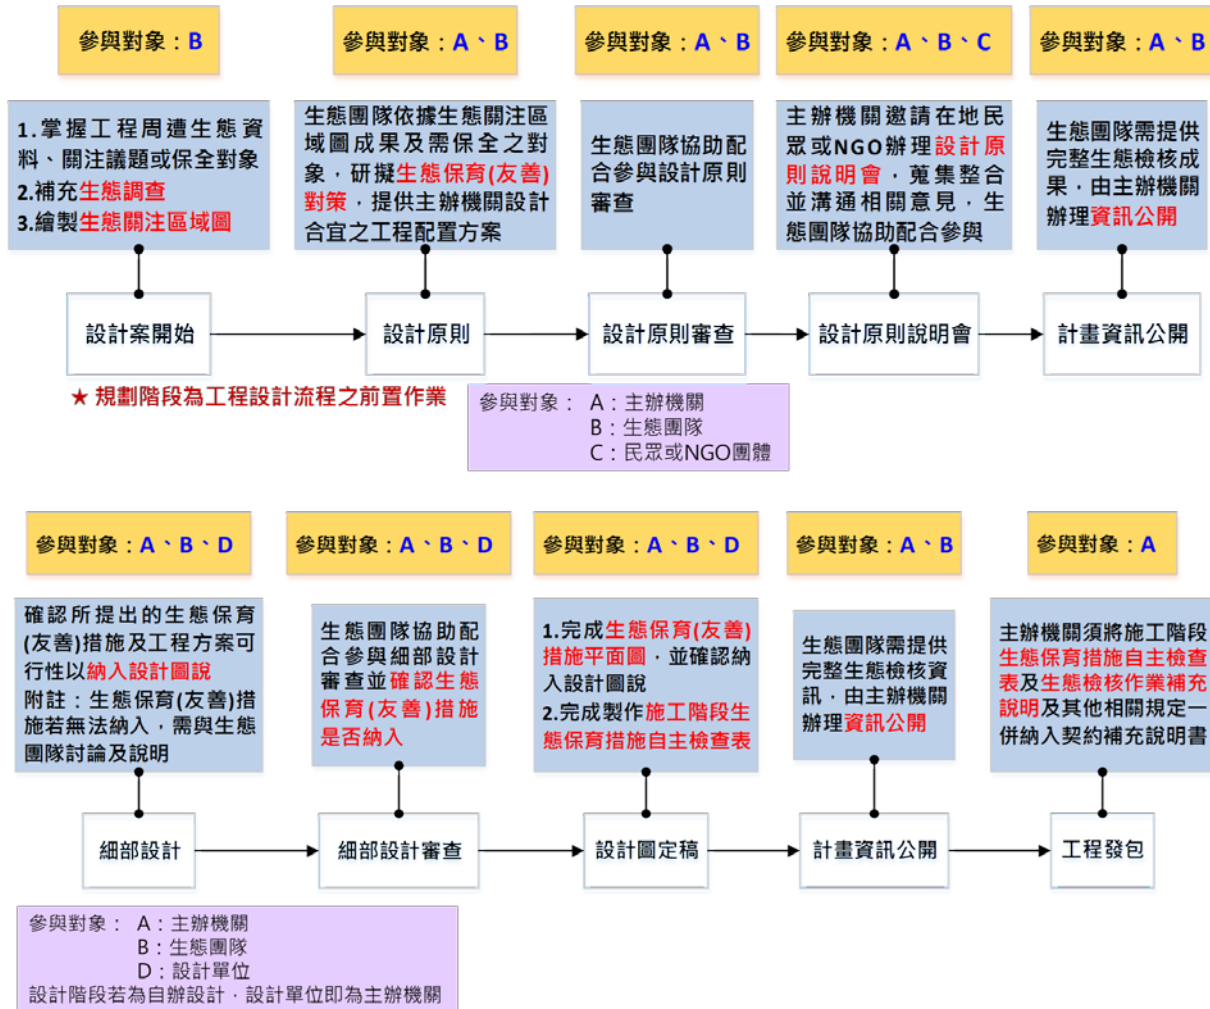 參與對象：B
參與對象：A、B
參與對象：A、B
參與對象：A、B、C
參與對象：A、B
1.掌握工程周遭生態資
料、關注議題或保全對象
2.補充生態調查
3.繪製生態關注區域圖
生態團隊依據生態關注區
域圖成果及需保全之對
象，研擬生態保育(友善)
對策，提供主辦機關設計
合宜之工程配置方案
生態團隊協助配
合參與設計原則
審查
主辦機關邀請在地民
眾或NGO辦理設計原
則說明會，蒐集整合
並溝通相關意見，生
態團隊協助配合參與
生態團隊需提供
完整生態檢核成
果，由主辦機關
辦理資訊公開
設計案開始
設計原則
設計原則審查
設計原則說明會
計畫資訊公開
★ 規劃階段為工程設計流程之前置作業
參與對象： A：主辦機關
B：生態團隊
C：民眾或NGO團體
參與對象：A、B、D
參與對象：A、B、D
參與對象：A、B、D
參與對象：A、B
參與對象：A
確認所提出的生態保育
(友善)措施及工程方案可
行性以納入設計圖說
附註：生態保育(友善)措
施若無法納入，需與生態
團隊討論及說明
生態團隊協助配
合參與細部設計
審查並確認生態
保育(友善)措施
是否納入
1.完成生態保育(友善)
措施平面圖，並確認納
入設計圖說
2.完成製作施工階段生
態保育措施自主檢查表
生態團隊需提供
完整生態檢核資
訊，由主辦機關
辦理資訊公開
主辦機關須將施工階段
生態保育措施自主檢查
表及生態檢核作業補充
說明及其他相關規定一
併納入契約補充說明書
細部設計
細部設計審查
設計圖定稿
計畫資訊公開
工程發包
參與對象： A：主辦機關
B：生態團隊
D：設計單位
設計階段若為自辦設計，設計單位即為主辦機關